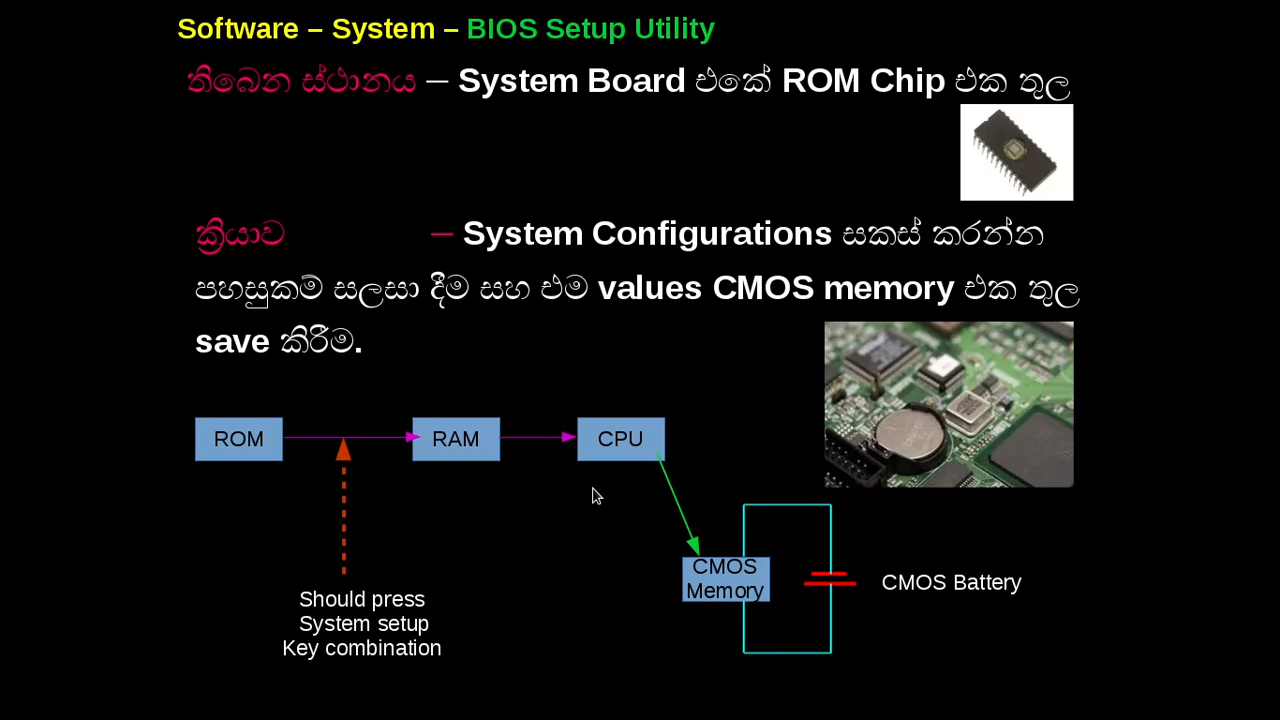 Software – System – BIOS Setup Utility
තිබෙන ස්ථානය – System Board එකේ ROM Chip එක තුල
ක්‍රියාව – System Configurations සකස් කරන්න
පහසුකම් සලසා දීම සහ එම values CMOS memory එක තුල
save කිරීම.
ROM RAM CPU
CMOS
Memory
CMOS Battery
Should press
System setup
Key combination